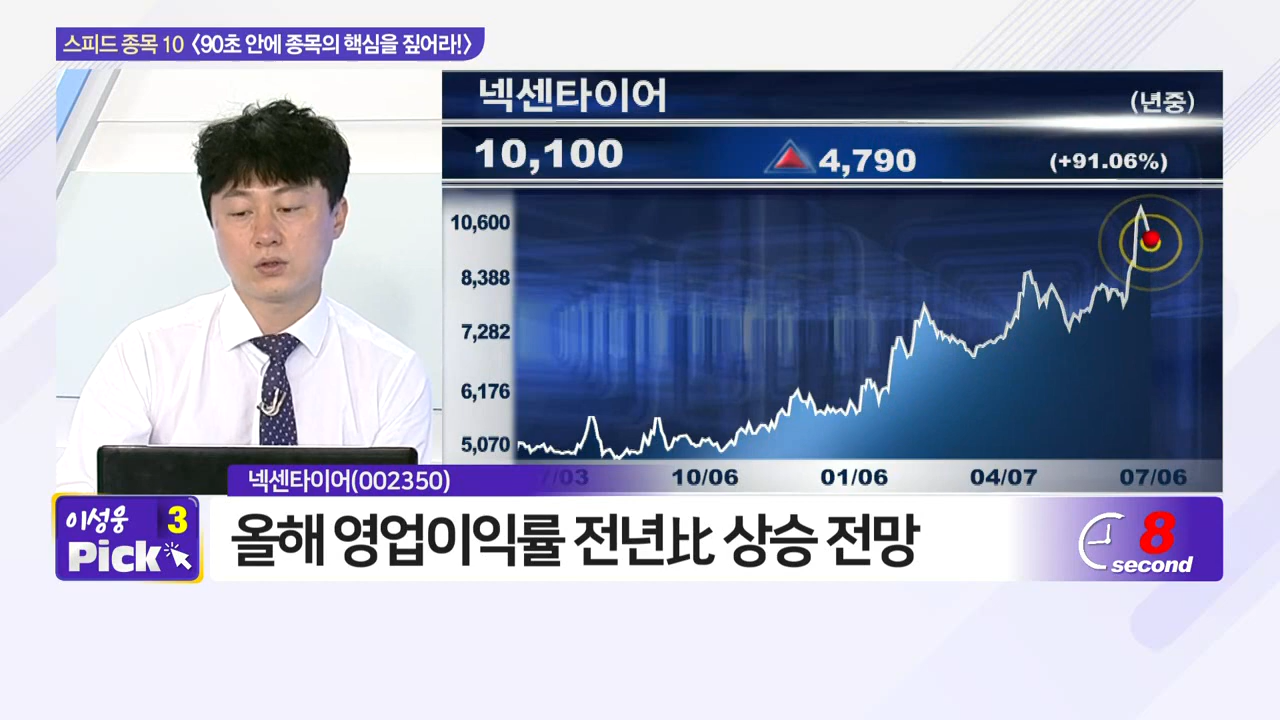 스피드 종목 10 <90초 안에 종목의 핵심을 짚어라!>
넥센타이어
(년중)
10,100
4,790
(+91.06%)
10,600
8,388
7,282
6,176
5,070
/03
10/06
01/06
04/07
07/06
넥센타이어(002350)
이성웅 3
Pick
올해 영업이익률 전년比 상승 전망
8
second